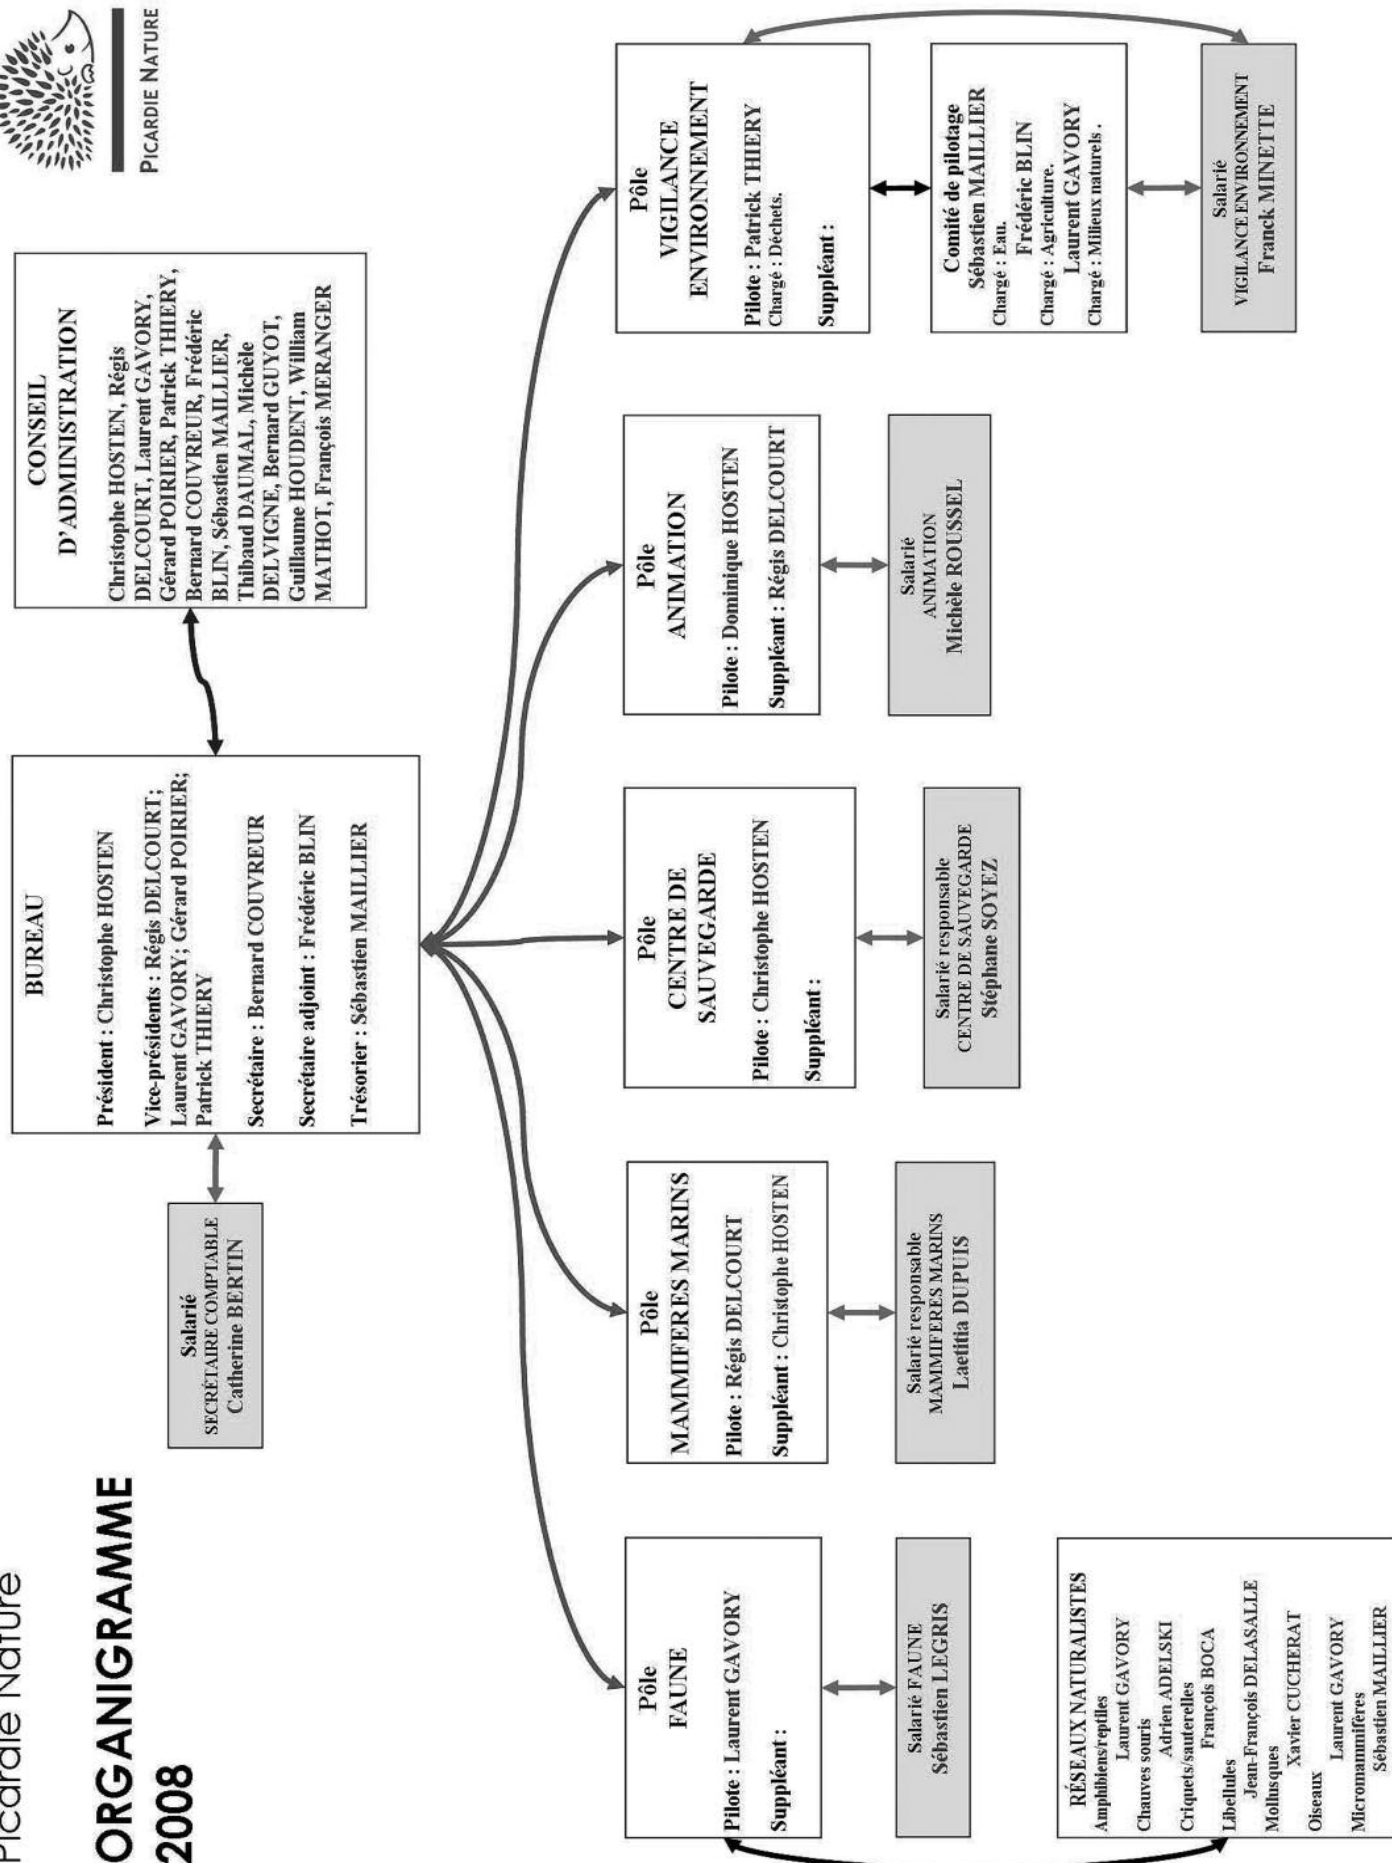 Picardie Nature
ORGANIGRAMME
2008
PICARDIE NATURE
Salarié
SECRÉTAIRE COMPTABLE
Catherine BERTIN
BUREAU
Président : Christophe HOSTEN
Vice-présidents : Régis DELCOURT;
Laurent GAVORY; Gérard POIRIER;
Patrick THIERY
Secrétaire : Bernard COUVREUR
Secrétaire adjoint : Frédéric BLIN
Trésorier : Sébastien MAILLIER
CONSEIL
D'ADMINISTRATION
Christophe HOSTEN, Régis
DELCOURT, Laurent GAVORY,
Gérard POIRIER, Patrick THIERY,
Bernard COUVREUR, Frédéric
BLIN, Sébastien MAILLIER,
Thibaud DAUMAL, Michèle
DELVIGNE, Bernard GUYOT,
Guillaume HOUDENT, William
MATHOT, François MERANGER
Pôle
FAUNE
Pilote : Laurent GAVORY
Suppléant :
Salarié FAUNE
Sébastien LEGRIS
RÉSEAUX NATURALISTES
Amphibiens/reptiles
Laurent GAVORY
Chauves souris
Adrien ADELSKI
Criquets/sauterelles
François BOCA
Libellules
Jean-François DELASALLE
Mollusques
Xavier CUCHERAT
Oiseaux
Laurent GAVORY
Micromammifères
Sébastien MAILLIER
Pôle
MAMMIFERES MARINS
Pilote : Régis DELCOURT
Suppléant : Christophe HOSTEN
Salarié responsable
MAMMIFERES MARINS
Laetitia DUPUIS
Pôle
CENTRE DE
SAUVEGARDE
Pilote : Christophe HOSTEN
Suppléant :
Salarié responsable
CENTRE DE SAUVEGARDE
Stéphane SOYEZ
Pôle
ANIMATION
Pilote : Dominique HOSTEN
Suppléant : Régis DELCOURT
Salarié
ANIMATION
Michèle ROUSSEL
Pôle
VIGILANCE
ENVIRONNEMENT
Pilote : Patrick THIERY
Chargé : Déchets.
Suppléant :
Comité de pilotage
Sébastien MAILLIER
Chargé : Eau.
Frédéric BLIN
Chargé : Agriculture.
Laurent GAVORY
Chargé : Milieux naturels .
Salarié
VIGILANCE ENVIRONNEMENT
Franck MINETTE